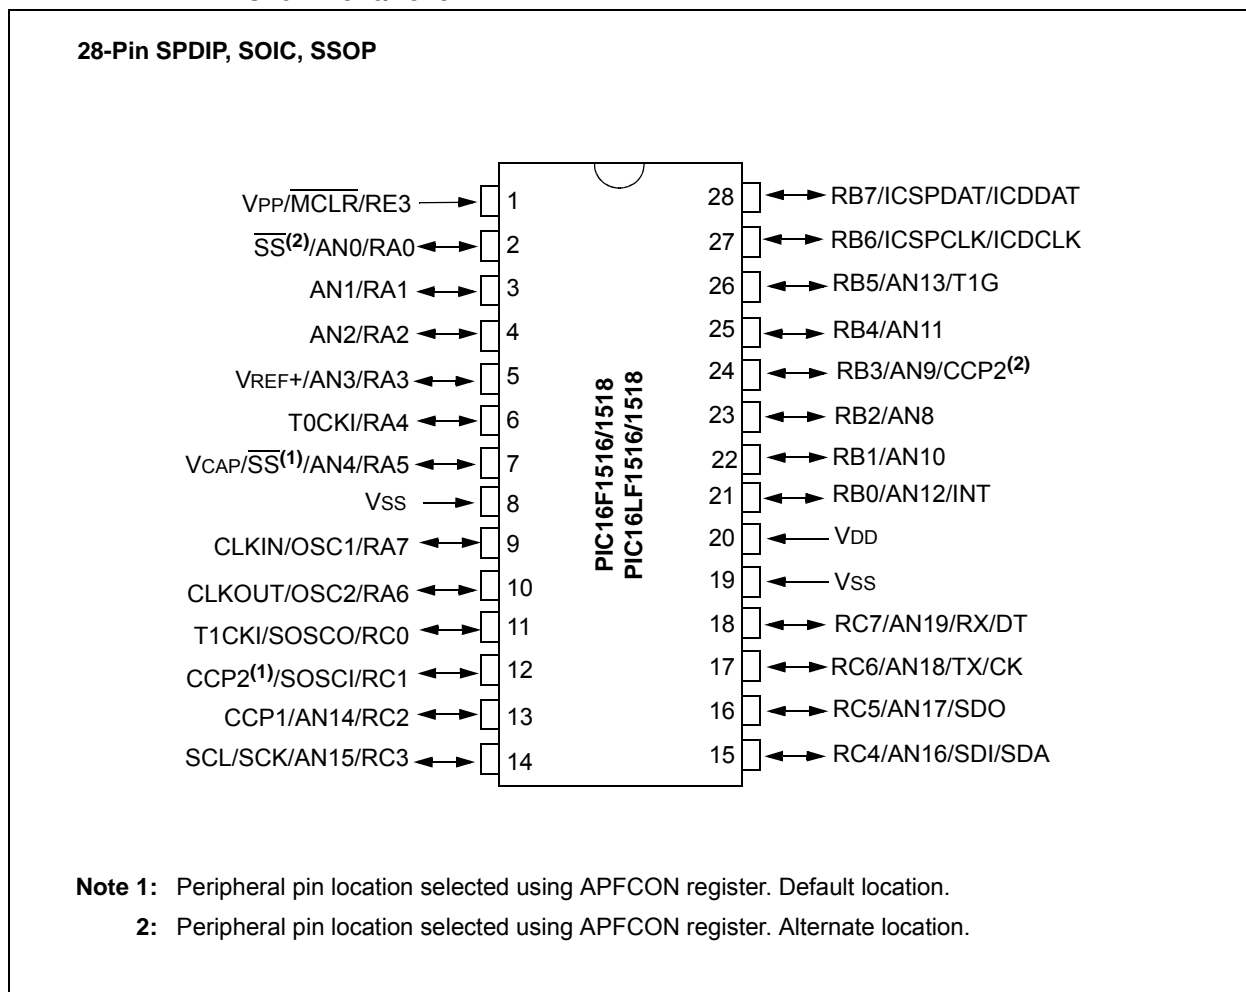 28-Pin SPDIP, SOIC, SSOP
VPP/MCLR/RE3 1 28 RB7/ICSPDAT/ICDDAT
SS(2)/AN0/RA0 2 27 RB6/ICSPCLK/ICDCLK
AN1/RA1 3 26 RB5/AN13/T1G
AN2/RA2 4 25 RB4/AN11
VREF+/AN3/RA3 5 24 RB3/AN9/CCP2(2)
T0CKI/RA4 6 23 RB2/AN8
VCAP/SS(1)/AN4/RA5 7 22 RB1/AN10
VSS 8 21 RB0/AN12/INT
CLKIN/OSC1/RA7 9 20 VDD
CLKOUT/OSC2/RA6 10 19 VSS
T1CKI/SOSCO/RC0 11 18 RC7/AN19/RX/DT
CCP2(1)/SOSCI/RC1 12 17 RC6/AN18/TX/CK
CCP1/AN14/RC2 13 16 RC5/AN17/SDO
SCL/SCK/AN15/RC3 14 15 RC4/AN16/SDI/SDA
PIC16F1516/1518
PIC16LF1516/1518
Note 1: Peripheral pin location selected using APFCON register. Default location.
2: Peripheral pin location selected using APFCON register. Alternate location.